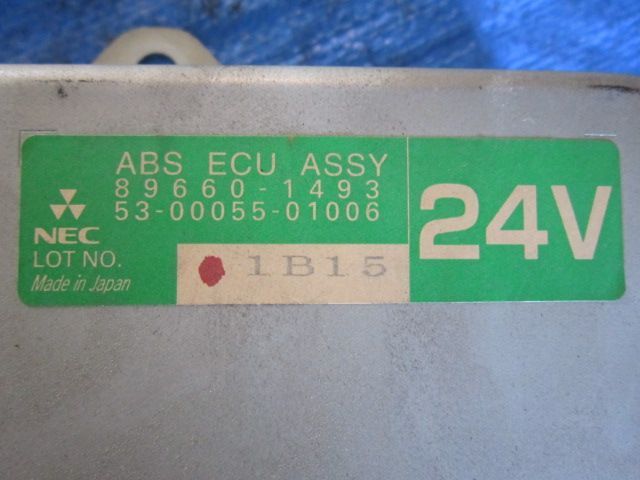 ABS ECU ASSY
89660-1493
53-00055-01006
24V
NEC
LOT NO.
1B15
Made in Japan